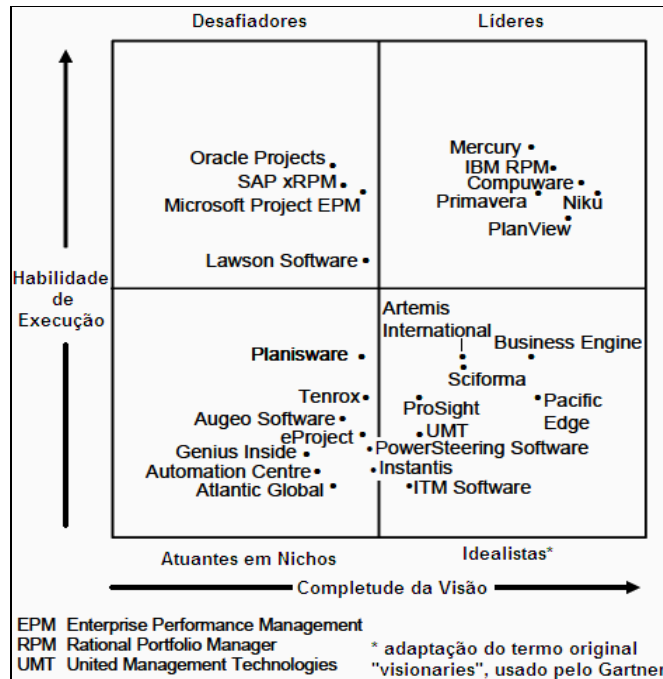 Desafiadores
Líderes
Oracle Projects
SAP xRPM
Microsoft Project EPM
Lawson Software
Mercury
IBM RPM
Compuware
Primavera
Niku
PlanView
Habilidade
de
Execução
Planisware
Tenrox
Augeo Software
eProject
Genius Inside
Automation Centre
Atlantic Global
Artemis
International
Business Engine
Sciforma
ProSight
Pacific
Edge
UMT
PowerSteering Software
Instantis
ITM Software
Atuantes em Nichos
Idealistas*
Completude da Visão
EPM Enterprise Performance Management
RPM Rational Portfolio Manager
UMT United Management Technologies
* adaptação do termo original
"visionaries", usado pelo Gartner